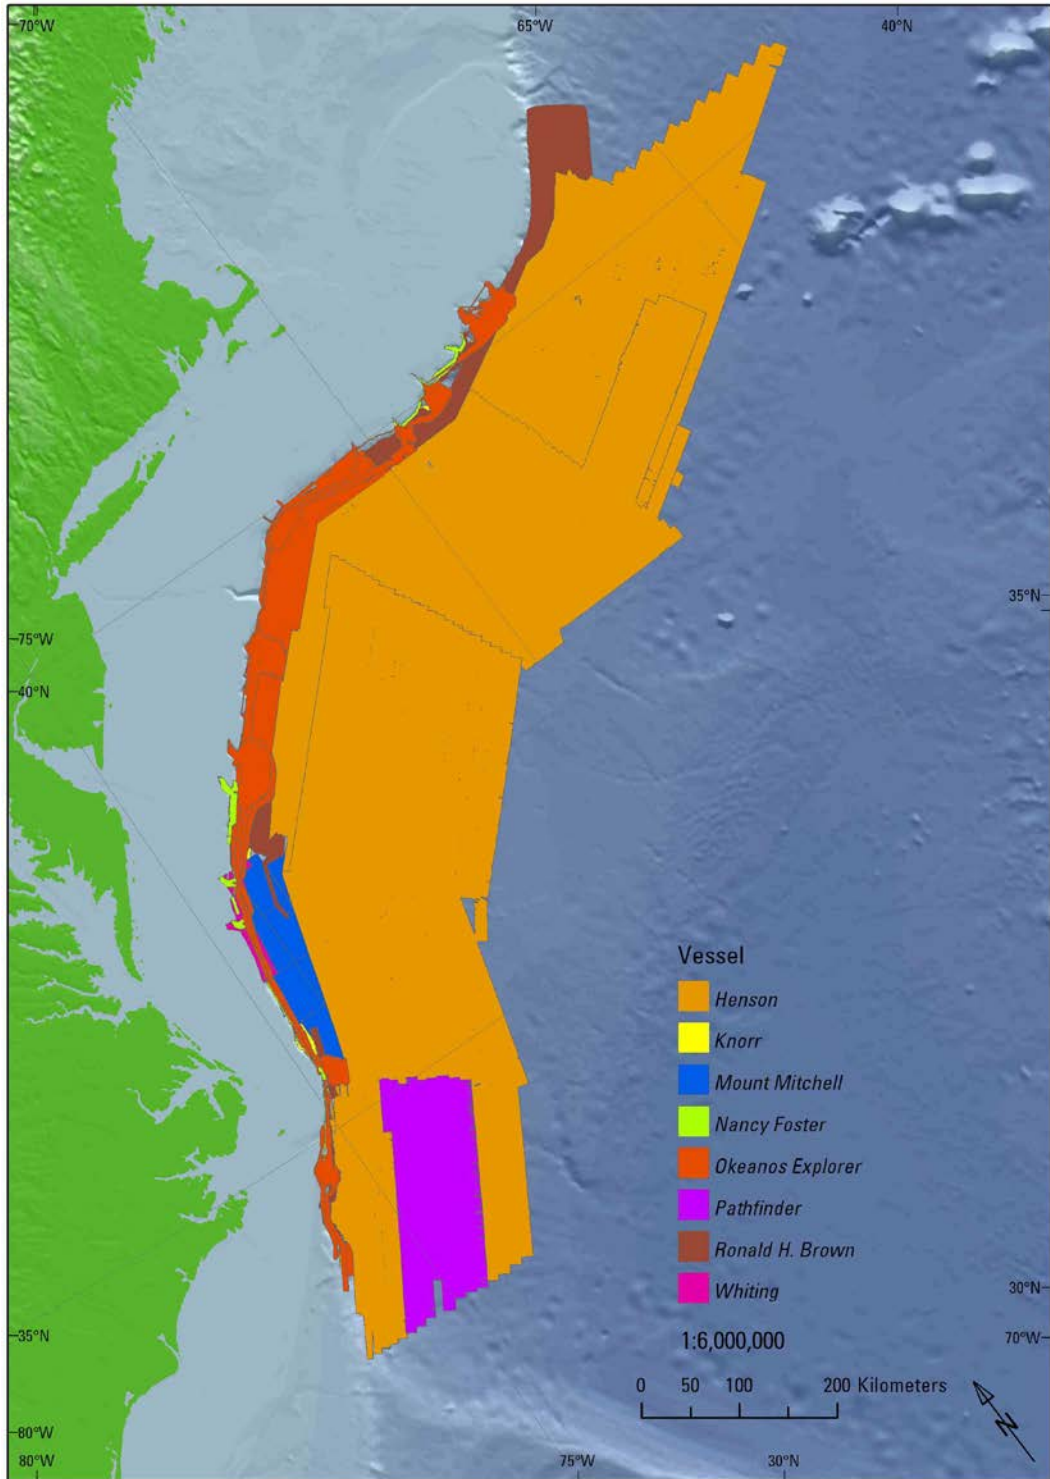 70°W
65°W
40°N
35°N
75°W
40°N
Vessel
Henson
Knorr
Mount Mitchell
Nancy Foster
Okeanos Explorer
Pathfinder
Ronald H. Brown
Whiting
30°N
35°N
1:6,000,000
70°W
0 50 100 200 Kilometers
N
80°W
80°W
75°W
30°N